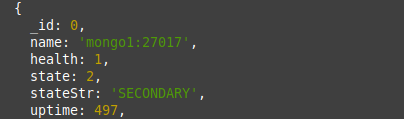 {
_id: 0,
name: 'mongo1:27017',
health: 1,
state: 2,
stateStr: 'SECONDARY',
uptime: 497,